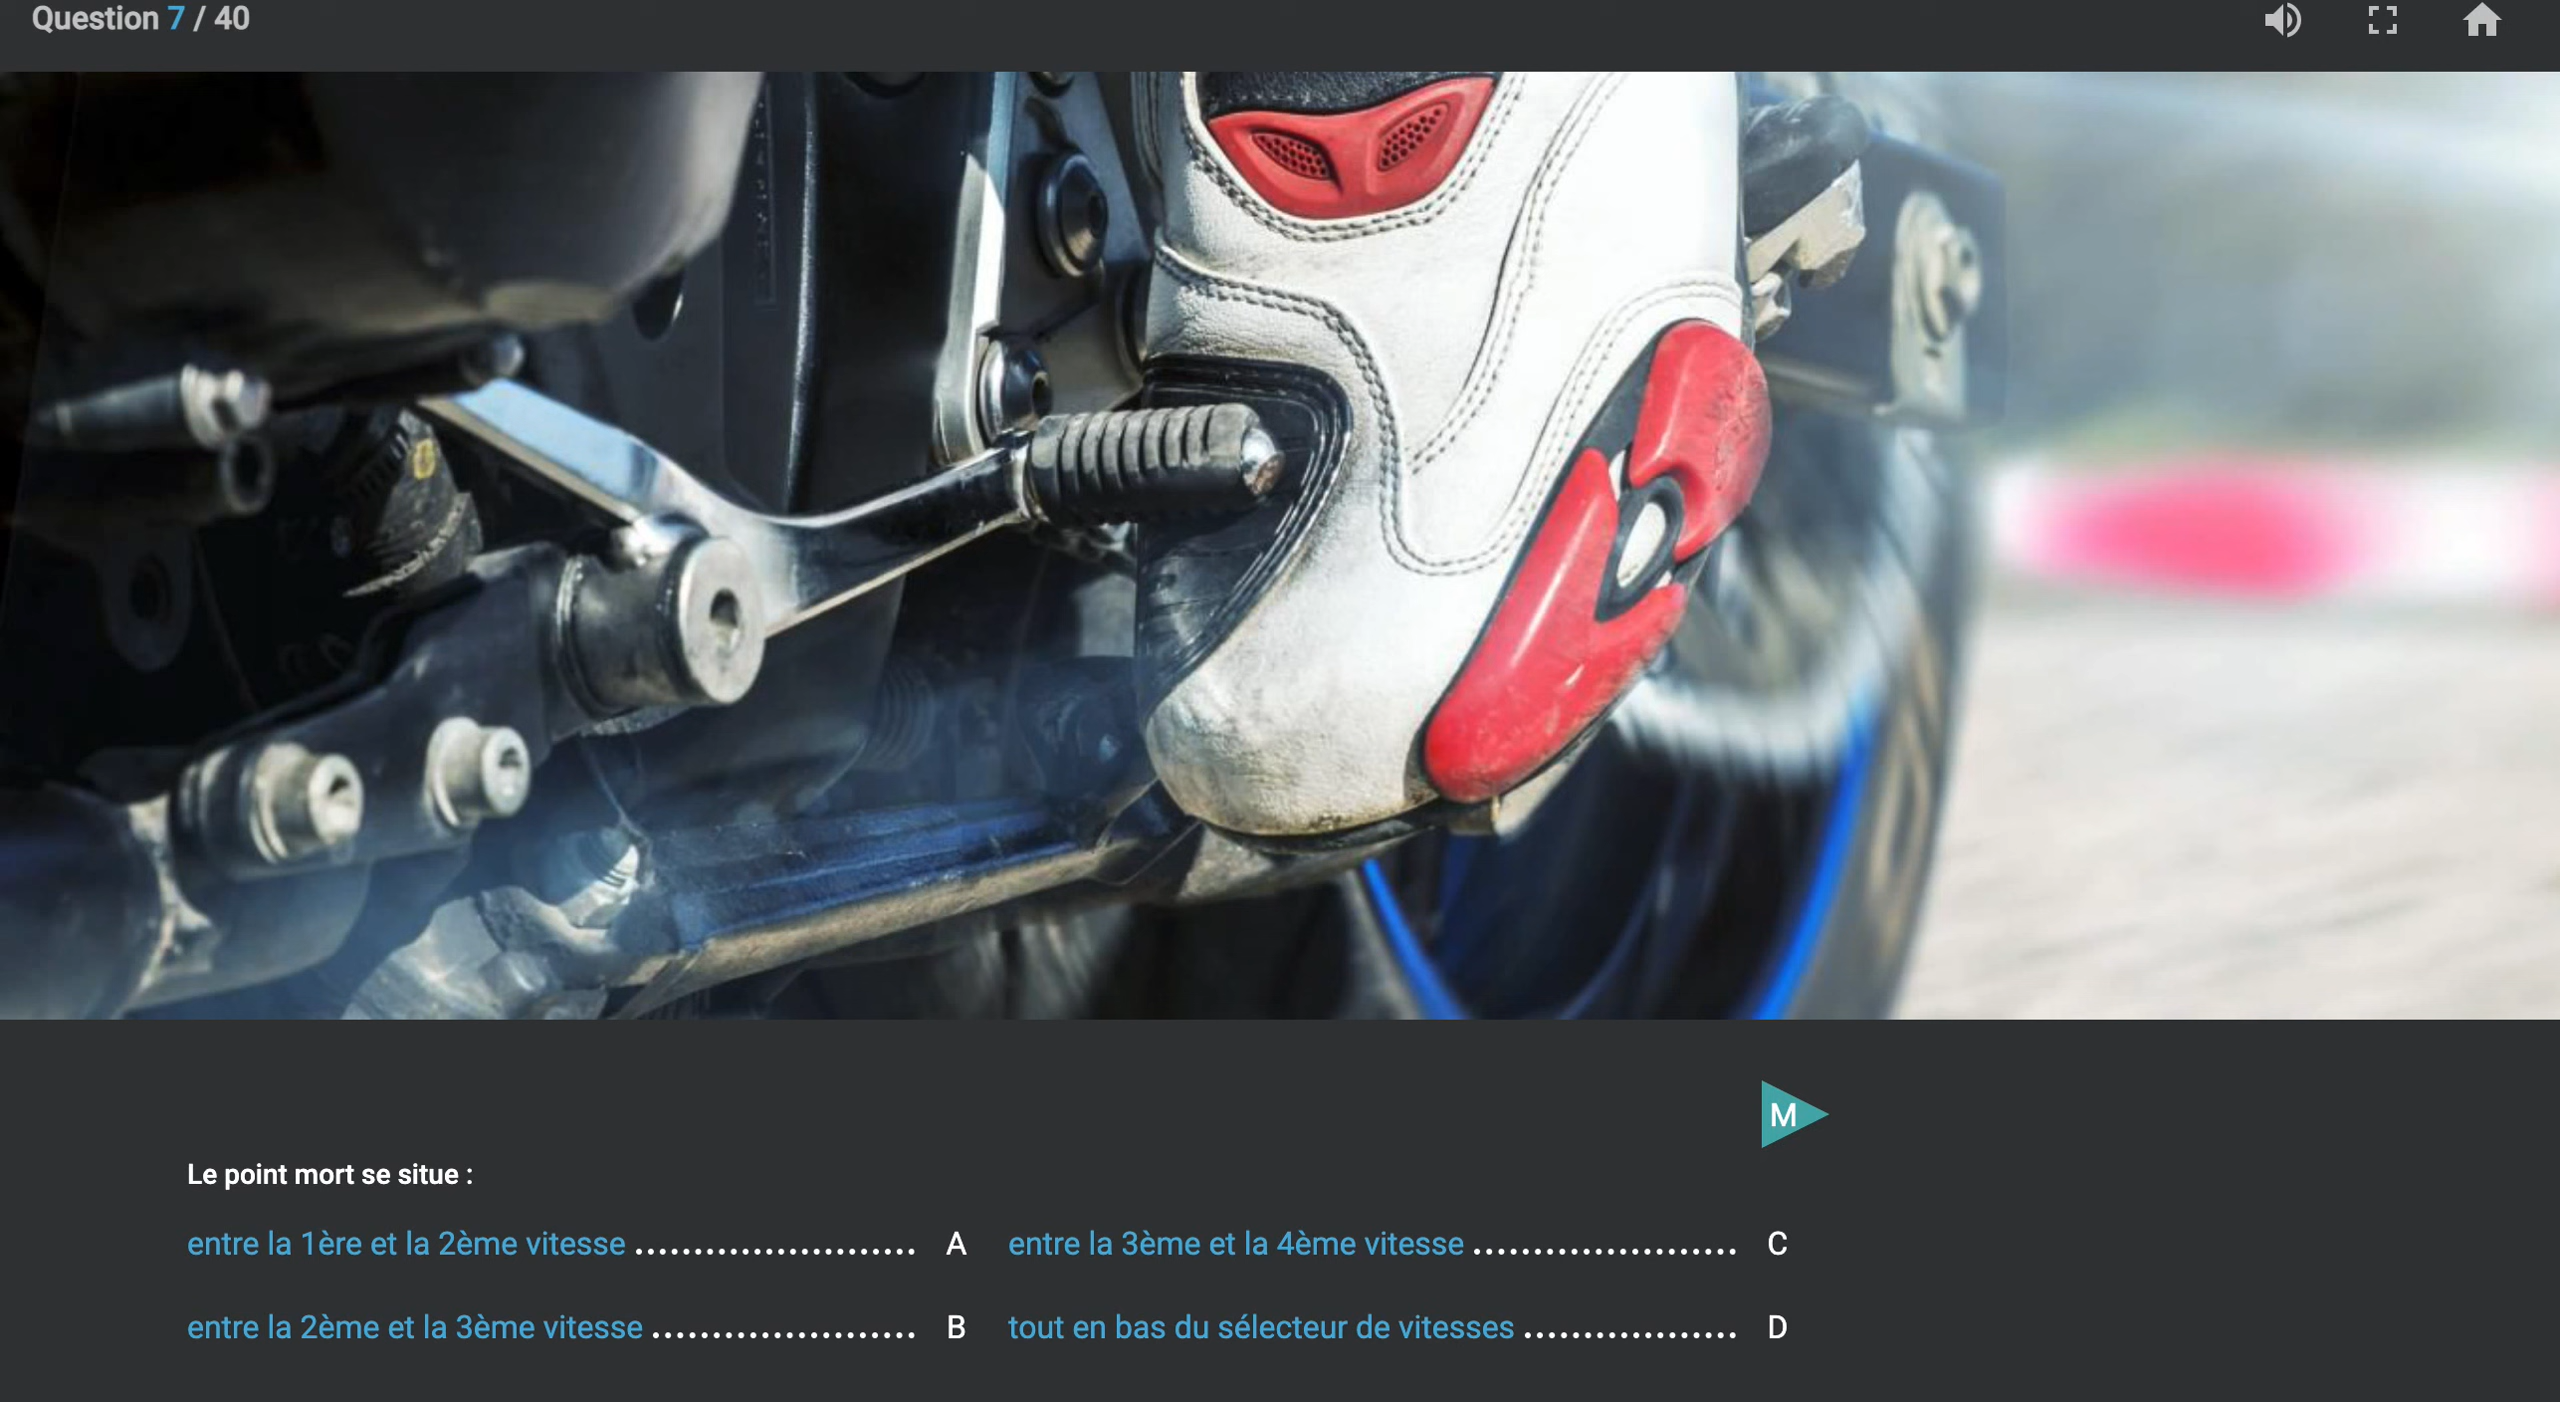 Question 7 / 40
M
Le point mort se situe :
entre la 1ère et la 2ème vitesse ........................ A
entre la 3ème et la 4ème vitesse ....................... C
entre la 2ème et la 3ème vitesse ....................... B
tout en bas du sélecteur de vitesses ................... D